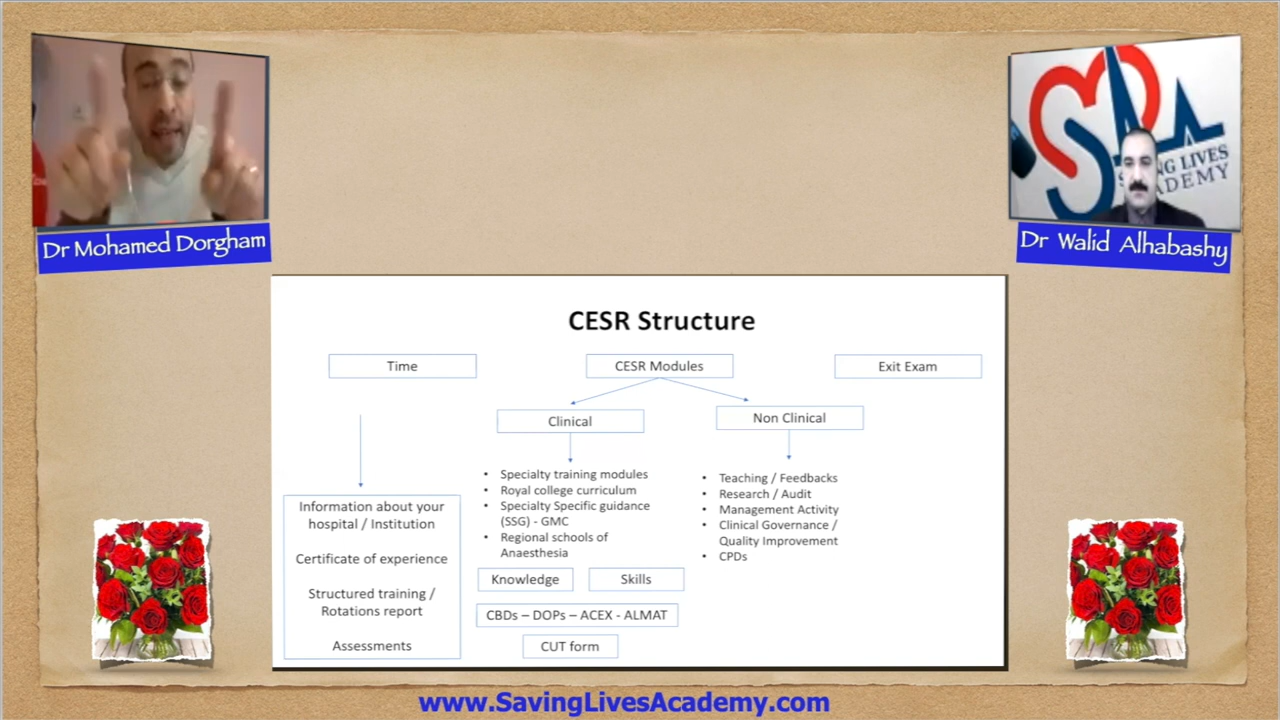 Dr Mohamed Dorgham
SAVING LIVES
ACADEMY
Dr Walid Alhabashy
CESR Structure
Time
CESR Modules
Exit Exam
Clinical
Non Clinical
Information about your
hospital / Institution
Certificate of experience
Structured training /
Rotations report
Assessments
• Specialty training modules
• Royal college curriculum
• Specialty Specific guidance
(SSG) - GMC
• Regional schools of
Anaesthesia
Knowledge
Skills
CBDs – DOPs – ACEX - ALMAT
CUT form
• Teaching / Feedbacks
• Research / Audit
• Management Activity
• Clinical Governance /
Quality Improvement
• CPDs
www.SavingLivesAcademy.com